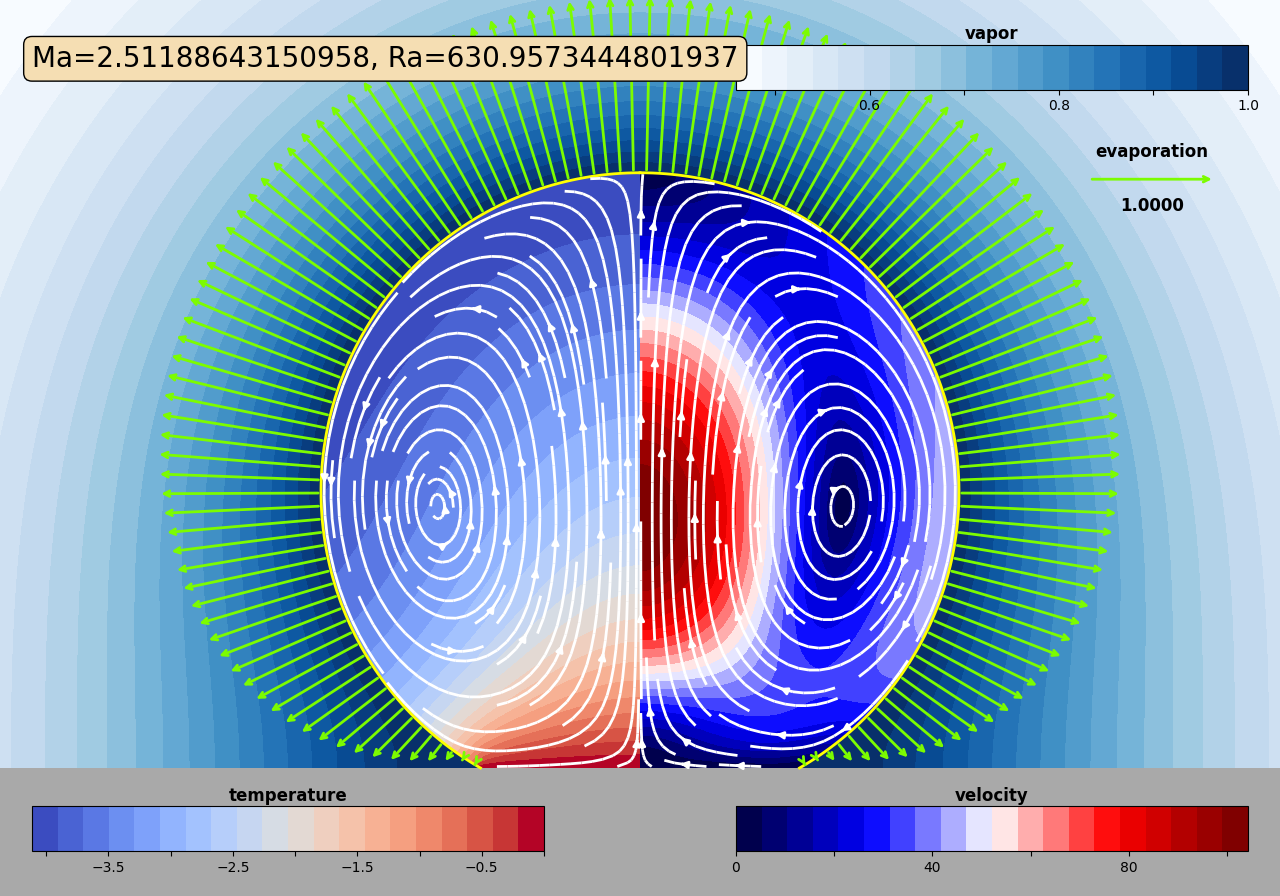 Ma=2.51188643150958, Ra=630.9573444801937
vapor
0.6 0.8 1.0
evaporation
1.0000
temperature
−3.5 −2.5 −1.5 −0.5
velocity
0 40 80